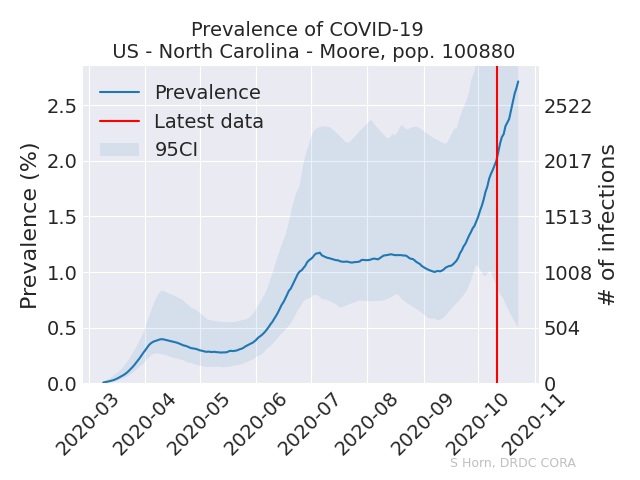 Prevalence of COVID-19
US - North Carolina - Moore, pop. 100880
Prevalence
Latest data
95CI
Prevalence (%)
2.5
2.0
1.5
1.0
0.5
0.0
2522
2017
1513
1008
504
0
# of infections
2020-03
2020-04
2020-05
2020-06
2020-07
2020-08
2020-09
2020-10
2020-11
S Horn, DRDC CORA